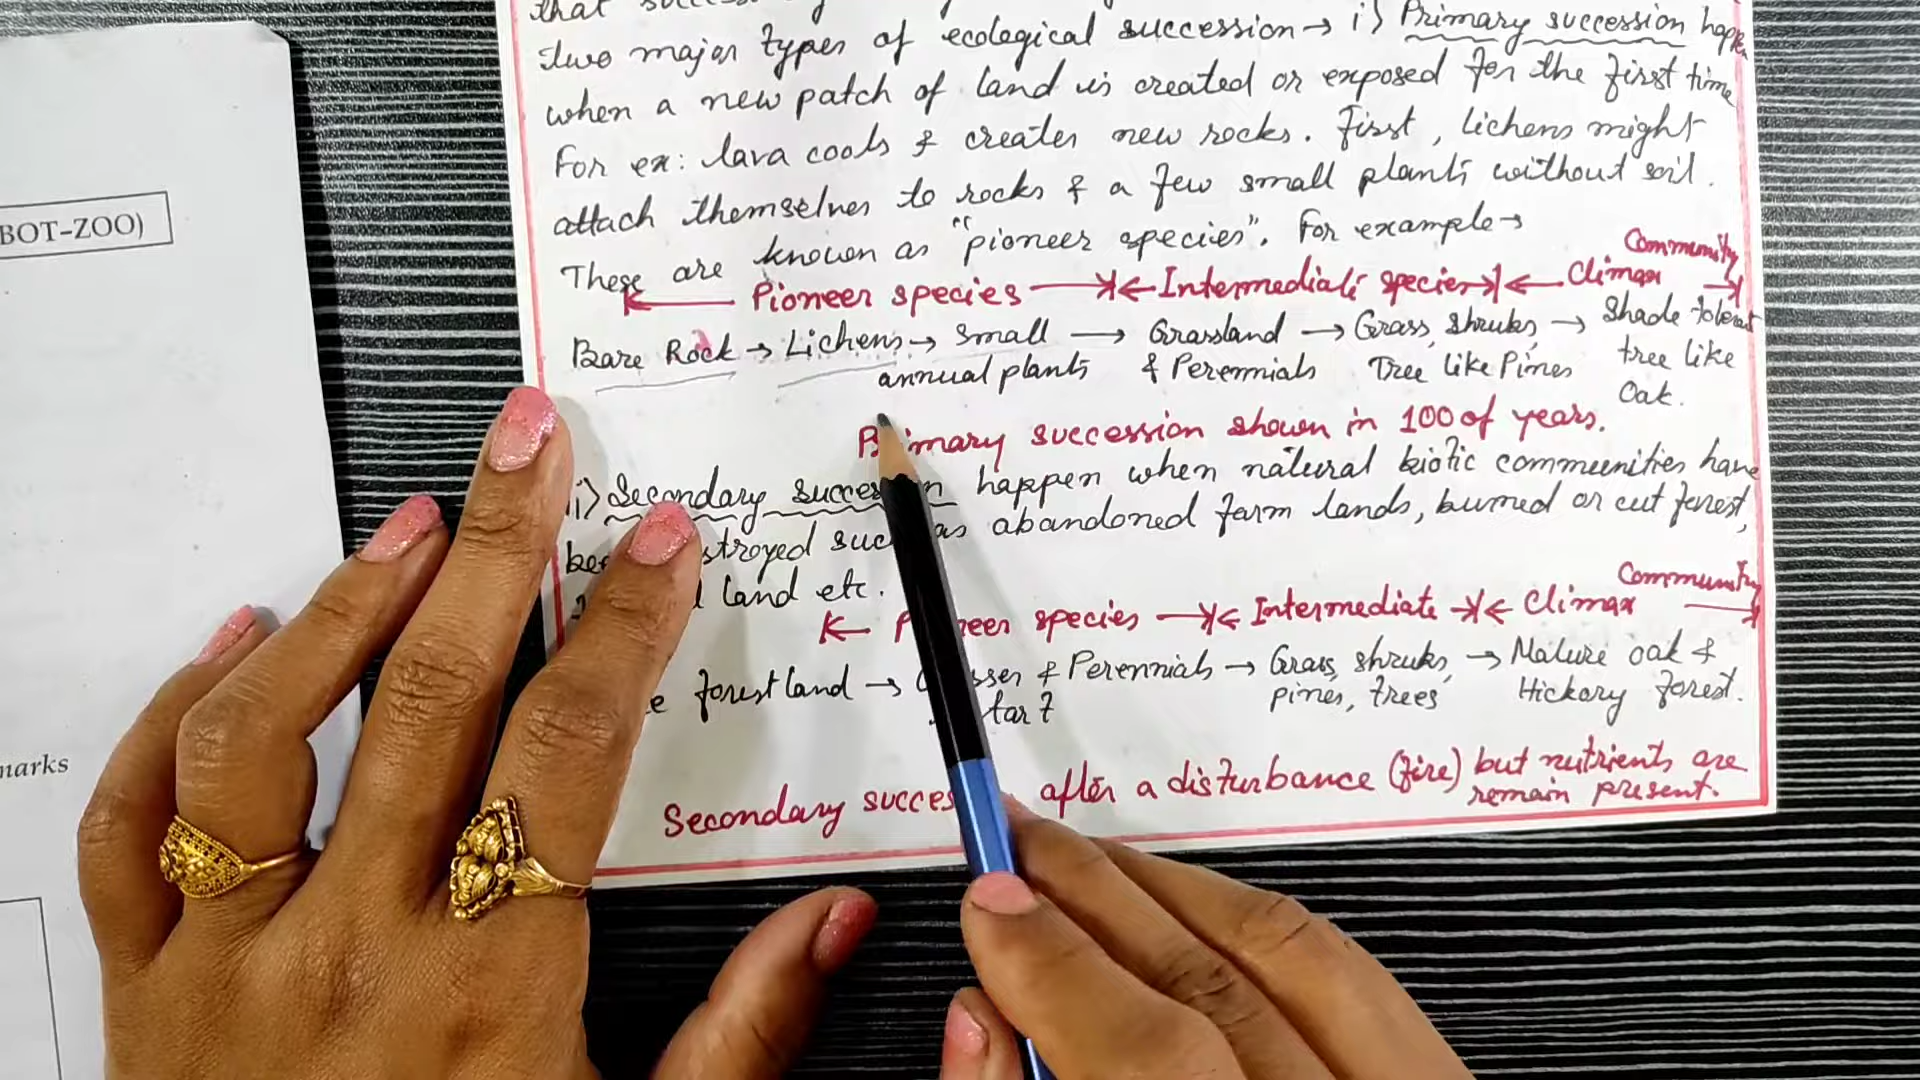 BOT-ZOO)
marks
that
two major types of ecological succession → i) Primary succession happen
when a new patch of land is created or exposed for the first time
For ex: lava cools & creates new rocks. First, lichens might
attach themselves to rocks & a few small plants without soil.
These are known as "pioneer species". For example →
Community
← Pioneer species → ← Intermediate species → ← Climax →
Bare Rock → Lichens → Small → Grassland → Grass, shrubs, → Shade tolerant
annual plants & Perennials Tree like Pines tree like
Oak.
Primary succession shown in 100 of years.
ii) Secondary succession happen when natural biotic communities have
destroyed such as abandoned farm lands, burned or cut forest,
land etc.
Community
← Pioneer species → ← Intermediate → ← Climax →
forest land → & Perennials → Grass, shrubs, → Mature oak &
start pines, trees Hickory forest.
Secondary after a disturbance (fire) but nutrients are
remain present.